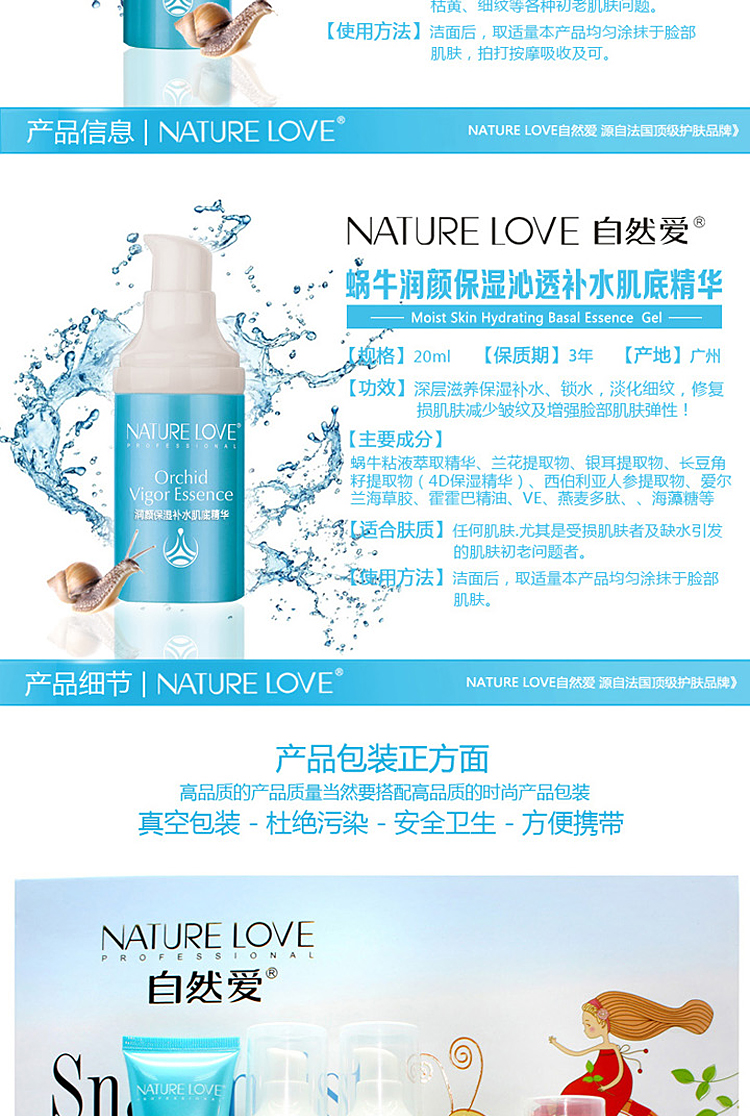 枯黄、细纹等各种初老肌肤问题。
【使用方法】洁面后，取适量本产品均匀涂抹于脸部
肌肤，拍打按摩吸收及可。
产品信息 | NATURE LOVE®
NATURE LOVE自然爱 源自法国顶级护肤品牌》
NATURE LOVE 自然爱®
蜗牛润颜保湿沁透补水肌底精华
Moist Skin Hydrating Basal Essence Gel
【规格】20ml 【保质期】3年 【产地】广州
【功效】深层滋养保湿补水、锁水，淡化细纹，修复
损肌肤减少皱纹及增强脸部肌肤弹性！
【主要成分】
蜗牛粘液萃取精华、兰花提取物、银耳提取物、长豆角
籽提取物（4D保湿精华）、西伯利亚人参提取物、爱尔
兰海草胶、霍霍巴精油、VE、燕麦多肽、、海藻糖等
【适合肤质】任何肌肤.尤其是受损肌肤者及缺水引发
的肌肤初老问题者。
【使用方法】洁面后，取适量本产品均匀涂抹于脸部
肌肤。
NATURE LOVE®
PROFESSIONAL
Orchid
Vigor Essence
润颜保湿补水肌底精华
产品细节 | NATURE LOVE®
NATURE LOVE自然爱 源自法国顶级护肤品牌》
产品包装正方面
高品质的产品质量当然要搭配高品质的时尚产品包装
真空包装 - 杜绝污染 - 安全卫生 - 方便携带
NATURE LOVE
PROFESSIONAL
自然爱®
Sna
NATURE LOVE®
PROFESSIONAL